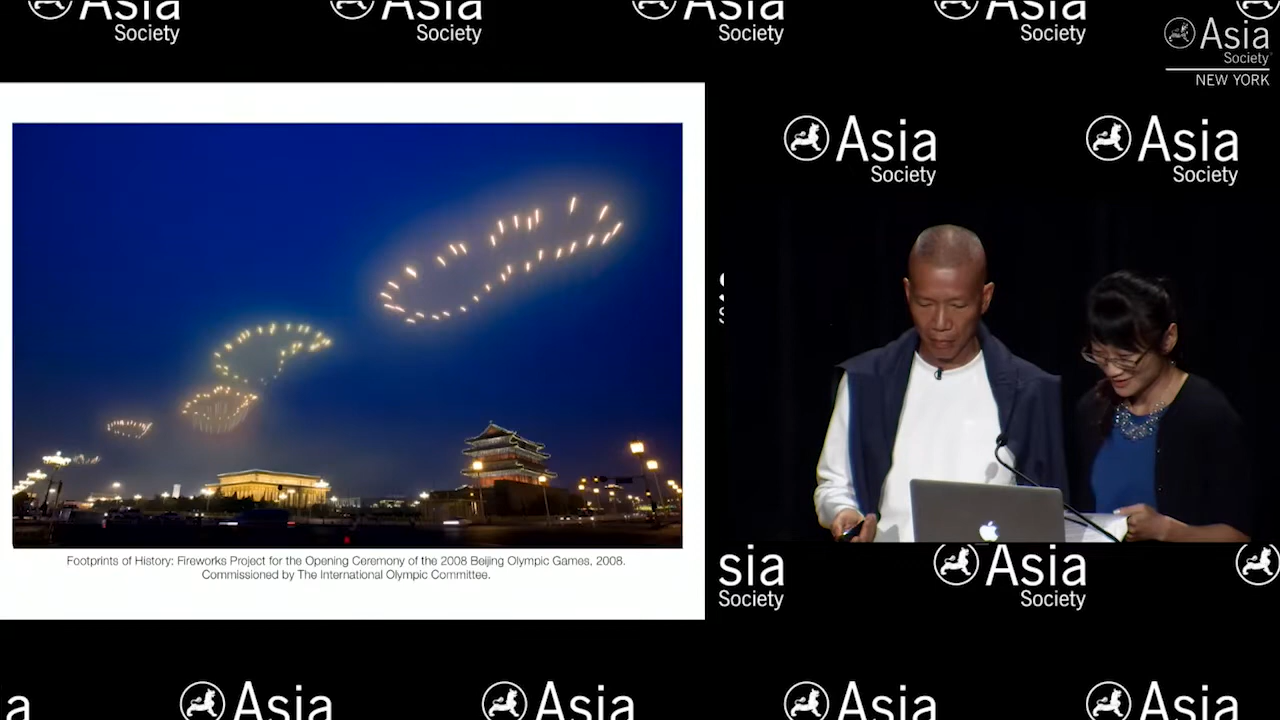 Asia
Society
Asia
Society
Asia
Society
Asia
Society
Asia
Society
NEW YORK
Asia
Society
Asia
Society
Footprints of History: Fireworks Project for the Opening Ceremony of the 2008 Beijing Olympic Games, 2008.
Commissioned by The International Olympic Committee.
sia
Society
Asia
Society
a
Asia
Asia
Asia
Asia